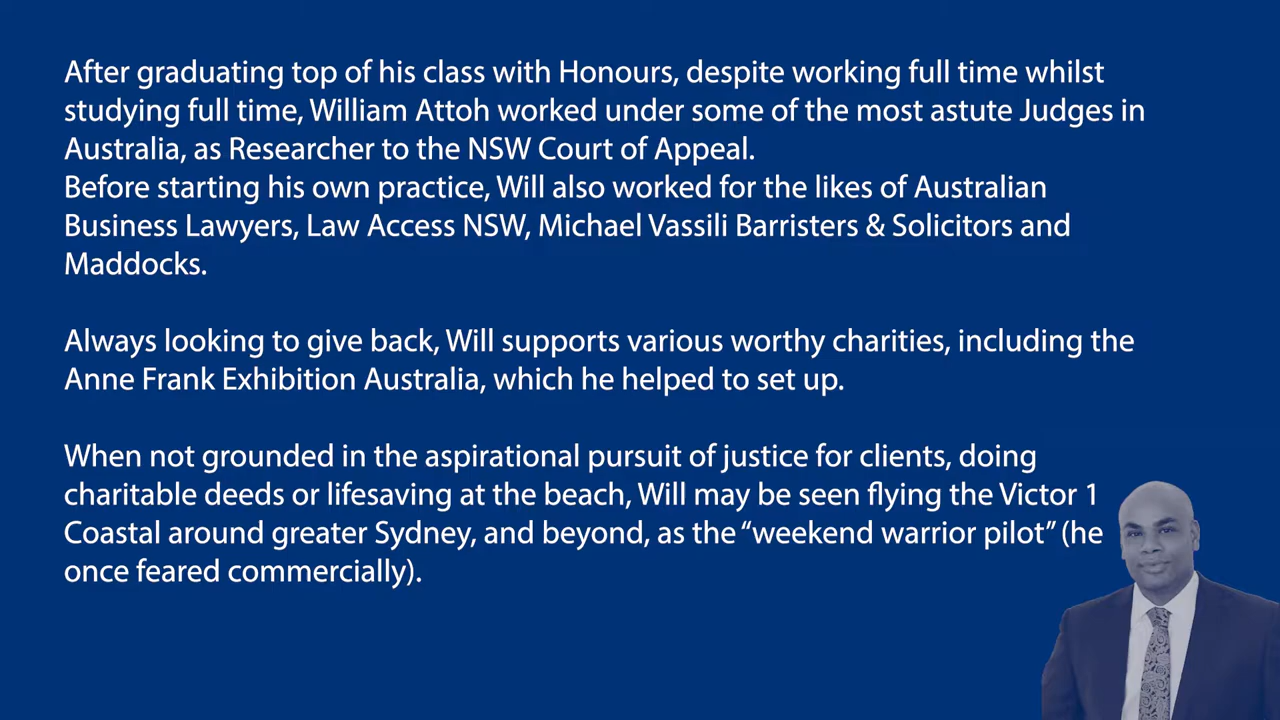 After graduating top of his class with Honours, despite working full time whilst
studying full time, William Attoh worked under some of the most astute Judges in
Australia, as Researcher to the NSW Court of Appeal.
Before starting his own practice, Will also worked for the likes of Australian
Business Lawyers, Law Access NSW, Michael Vassili Barristers & Solicitors and
Maddocks.
Always looking to give back, Will supports various worthy charities, including the
Anne Frank Exhibition Australia, which he helped to set up.
When not grounded in the aspirational pursuit of justice for clients, doing
charitable deeds or lifesaving at the beach, Will may be seen flying the Victor 1
Coastal around greater Sydney, and beyond, as the “weekend warrior pilot” (he
once feared commercially).